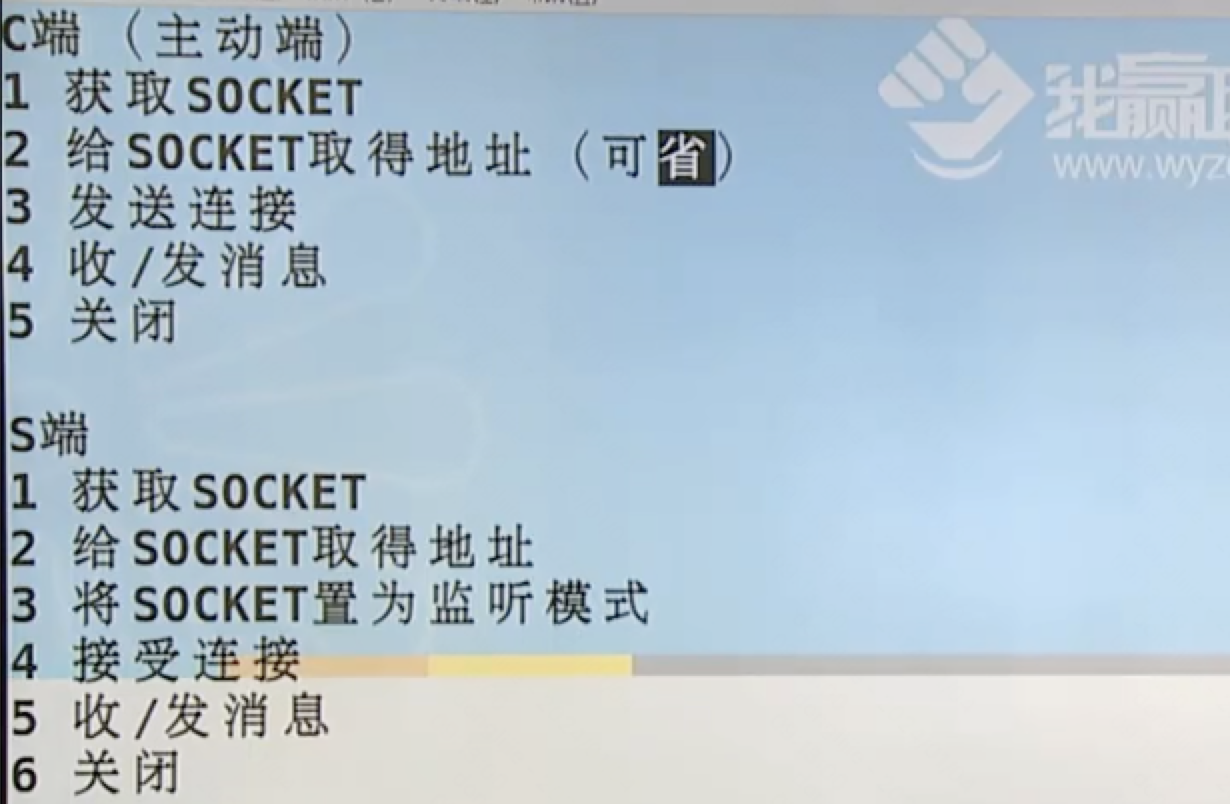 C端（主动端）
1 获取SOCKET
2 给SOCKET取得地址（可省）
3 发送连接
4 收/发消息
5 关闭
S端
1 获取SOCKET
2 给SOCKET取得地址
3 将SOCKET置为监听模式
4 接受连接
5 收/发消息
6 关闭
我赢
www.wyz